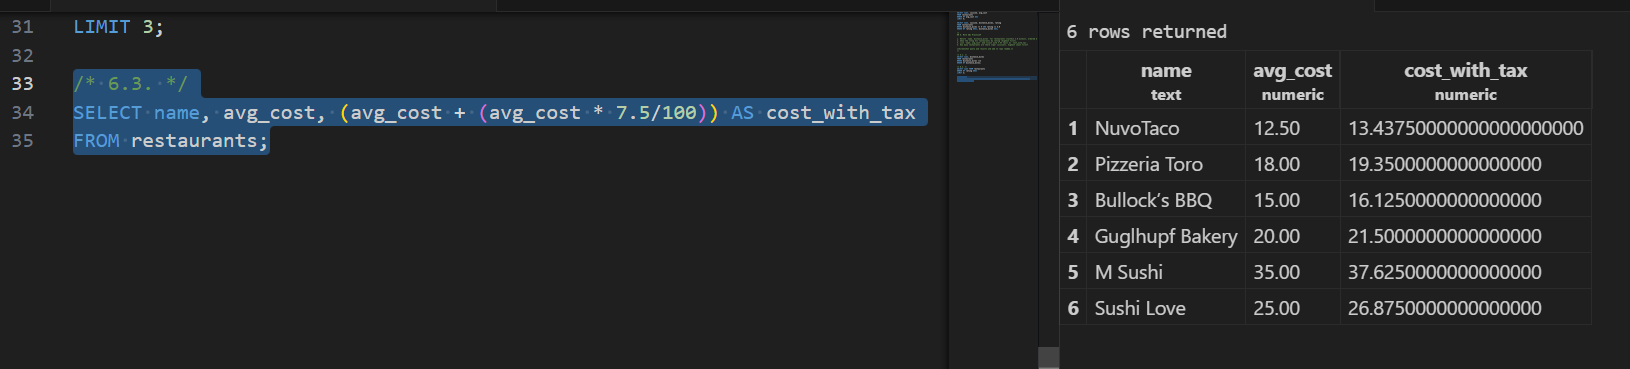 31 LIMIT 3;
32
33 /* 6.3. */
34 SELECT name, avg_cost, (avg_cost + (avg_cost * 7.5/100)) AS cost_with_tax
35 FROM restaurants;
6 rows returned
name avg_cost cost_with_tax
text numeric numeric
1 NuvoTaco 12.50 13.43750000000000000000
2 Pizzeria Toro 18.00 19.3500000000000000
3 Bullock’s BBQ 15.00 16.1250000000000000
4 Guglhupf Bakery 20.00 21.5000000000000000
5 M Sushi 35.00 37.6250000000000000
6 Sushi Love 25.00 26.8750000000000000